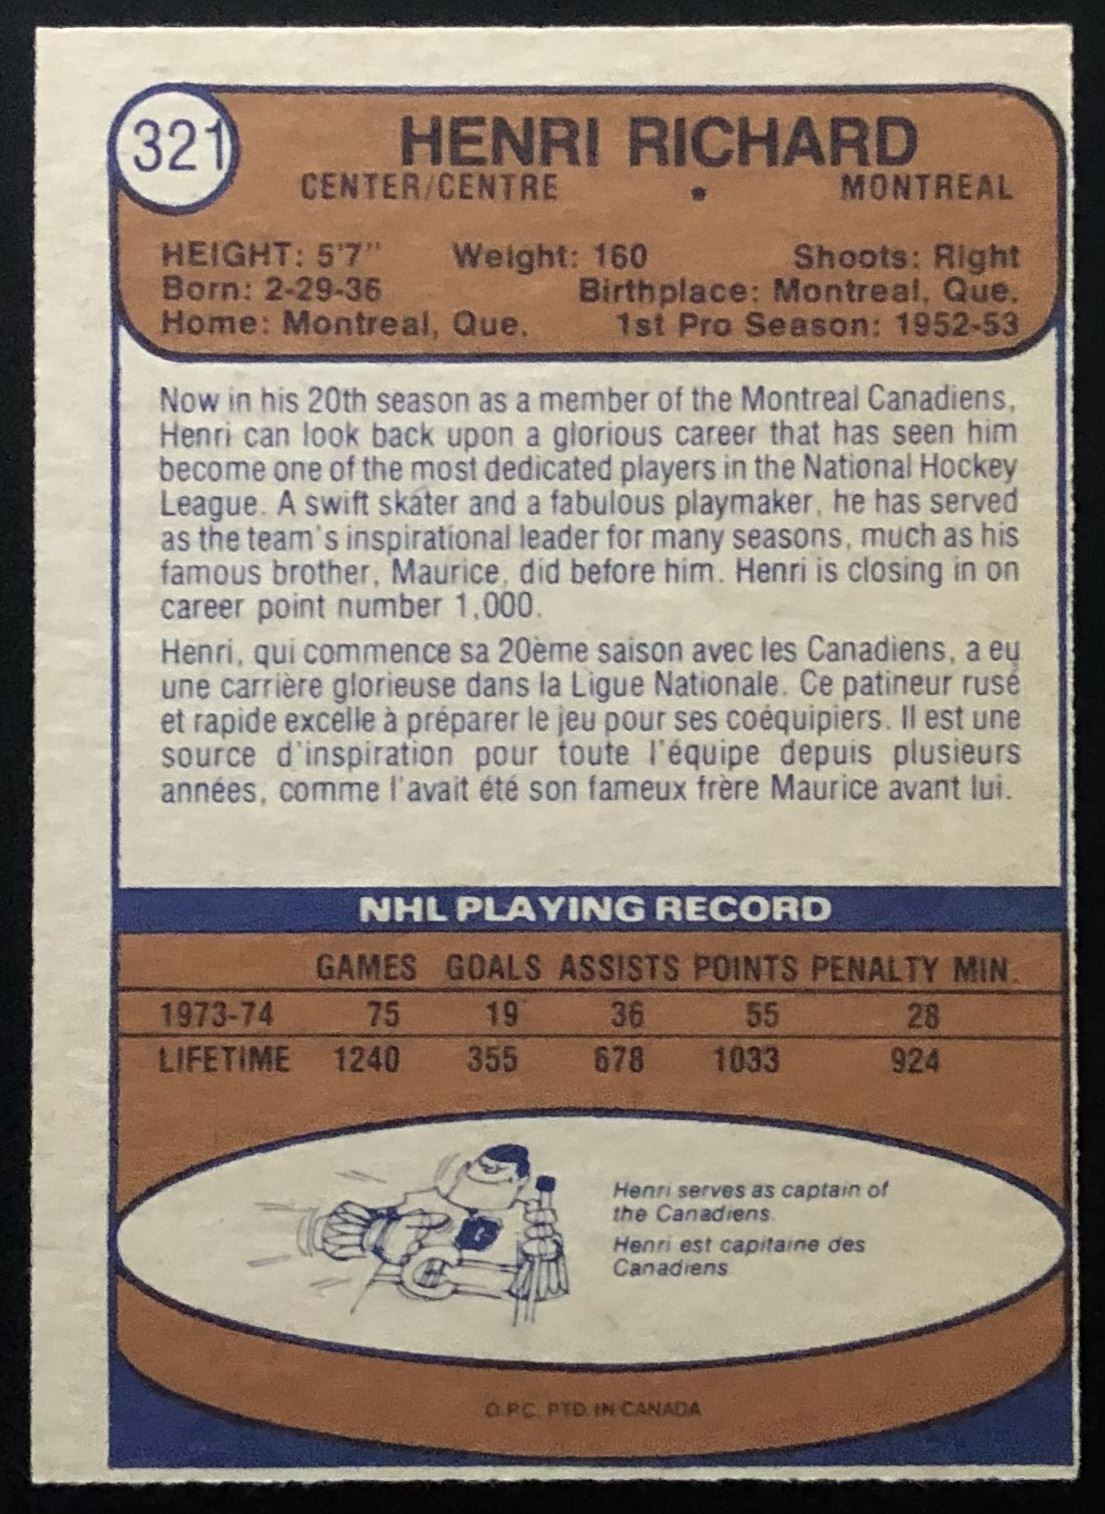 321
HENRI RICHARD
CENTER/CENTRE • MONTREAL
HEIGHT: 5'7" Weight: 160 Shoots: Right
Born: 2-29-36 Birthplace: Montreal, Que.
Home: Montreal, Que. 1st Pro Season: 1952-53
Now in his 20th season as a member of the Montreal Canadiens,
Henri can look back upon a glorious career that has seen him
become one of the most dedicated players in the National Hockey
League. A swift skater and a fabulous playmaker, he has served
as the team's inspirational leader for many seasons, much as his
famous brother, Maurice, did before him. Henri is closing in on
career point number 1,000.
Henri, qui commence sa 20ème saison avec les Canadiens, a eu
une carrière glorieuse dans la Ligue Nationale. Ce patineur rusé
et rapide excelle à préparer le jeu pour ses coéquipiers. Il est une
source d'inspiration pour toute l'équipe depuis plusieurs
années, comme l'avait été son fameux frère Maurice avant lui.
NHL PLAYING RECORD
GAMES GOALS ASSISTS POINTS PENALTY MIN.
1973-74 75 19 36 55 28
LIFETIME 1240 355 678 1033 924
Henri serves as captain of
the Canadiens.
Henri est capitaine des
Canadiens.
O.P.C. PTD. IN CANADA